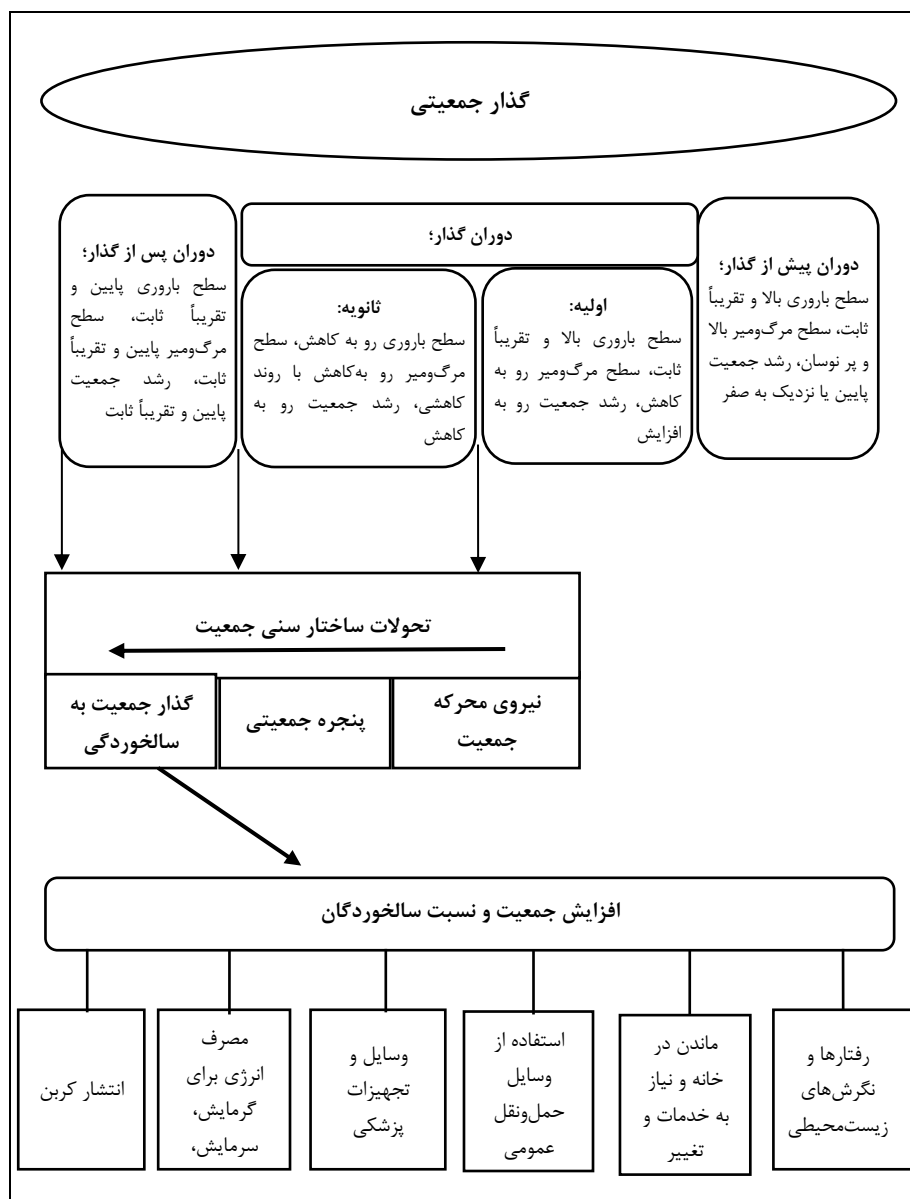 گذار جمعیتی
دوران پیش از گذار؛
سطح باروری بالا و تقریباً
ثابت، سطح مرگ‌ومیر بالا
و پر نوسان، رشد جمعیت
پایین یا نزدیک به صفر
دوران گذار؛
اولیه:
سطح باروری بالا و تقریباً
ثابت، سطح مرگ‌ومیر رو به
کاهش، رشد جمعیت رو به
افزایش
ثانویه:
سطح باروری رو به کاهش، سطح
مرگ‌ومیر رو به‌کاهش با روند
کاهشی، رشد جمعیت رو به
کاهش
دوران پس از گذار؛
سطح باروری پایین و
تقریباً ثابت، سطح
مرگ‌ومیر پایین و تقریباً
ثابت، رشد جمعیت
پایین و تقریباً ثابت
تحولات ساختار سنی جمعیت
نیروی محرکه
جمعیت
پنجره جمعیتی
گذار جمعیت به
سالخوردگی
افزایش جمعیت و نسبت سالخوردگان
رفتارها و
نگرش‌های
زیست‌محیطی
ماندن در
خانه و نیاز
به خدمات و
تغییر
استفاده از
وسایل
حمل‌ونقل
عمومی
وسایل و
تجهیزات
پزشکی
مصرف
انرژی برای
گرمایش،
سرمایش،
انتشار کربن